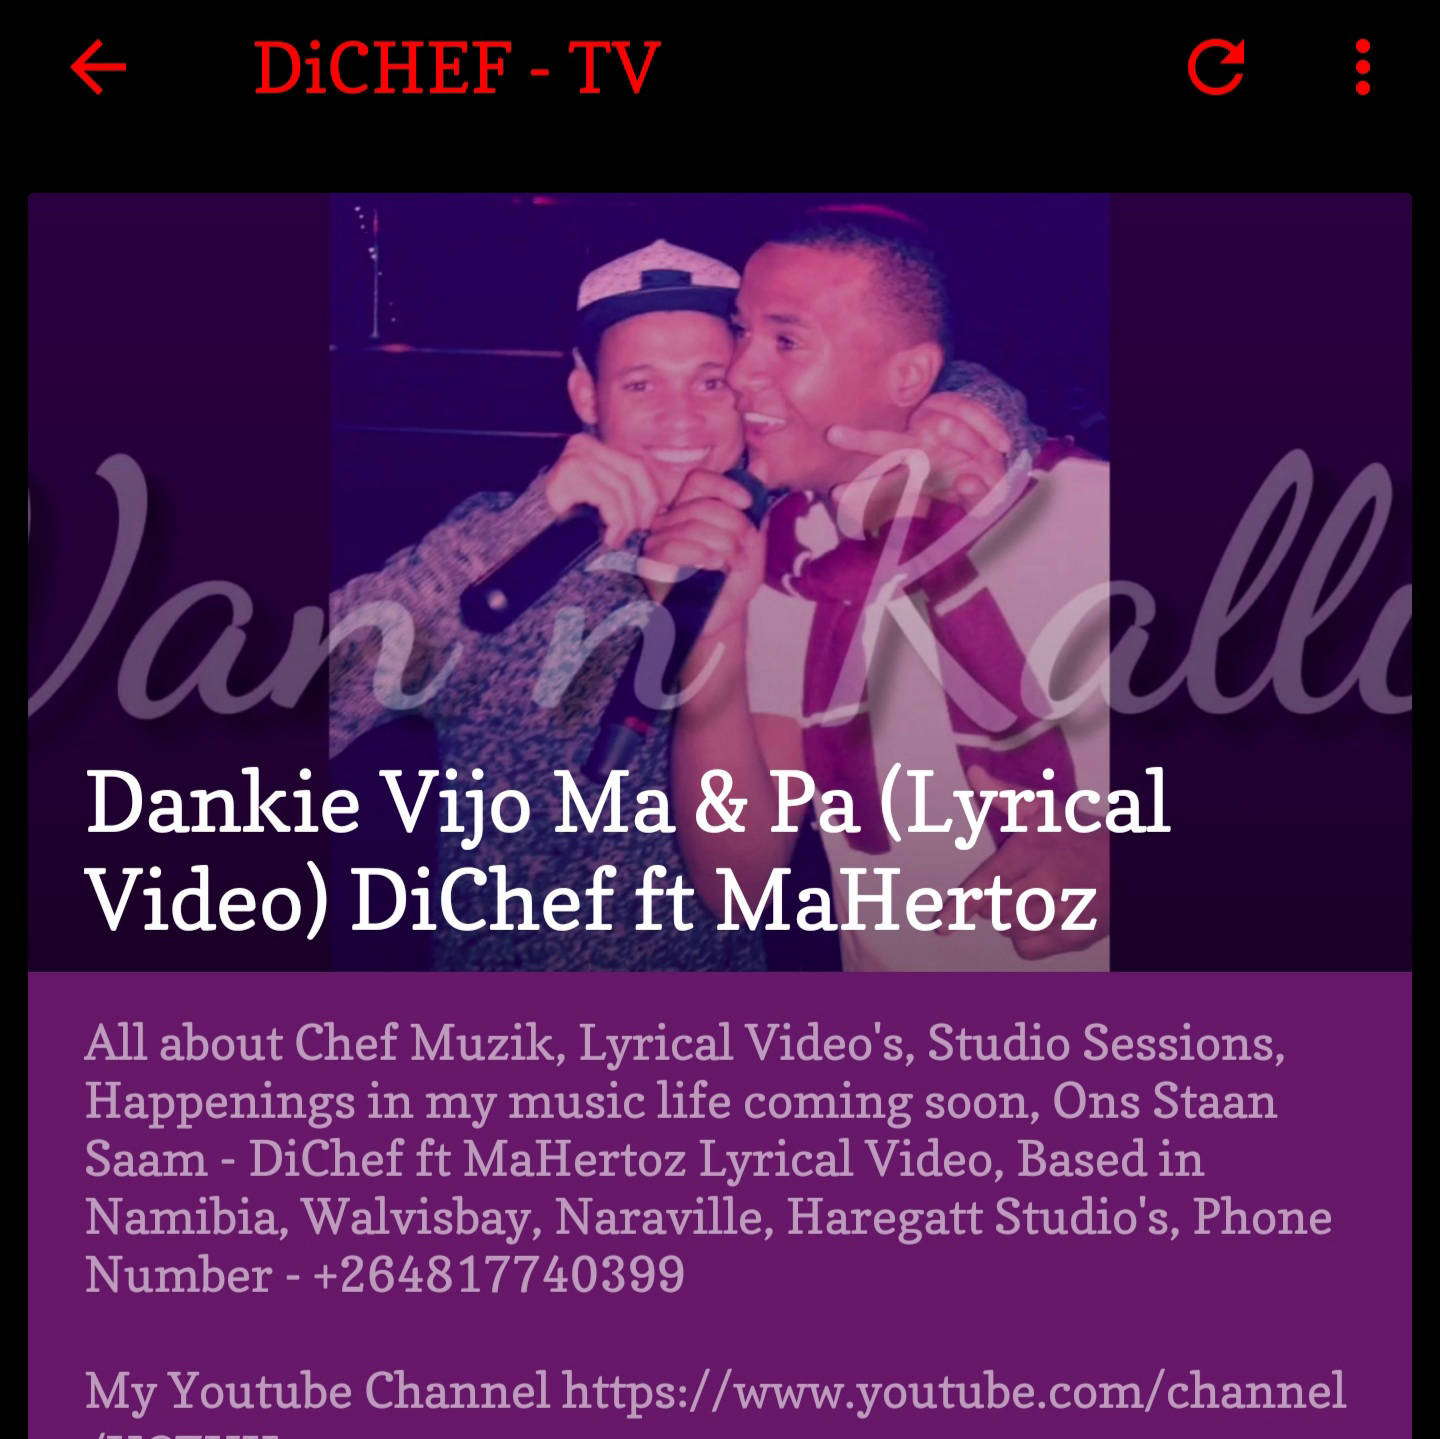 DiCHEF - TV
Van n Kall
Dankie Vijo Ma & Pa (Lyrical
Video) DiChef ft MaHertoz
All about Chef Muzik, Lyrical Video's, Studio Sessions,
Happenings in my music life coming soon, Ons Staan
Saam - DiChef ft MaHertoz Lyrical Video, Based in
Namibia, Walvisbay, Naraville, Haregatt Studio's, Phone
Number - +264817740399
My Youtube Channel https://www.youtube.com/channel